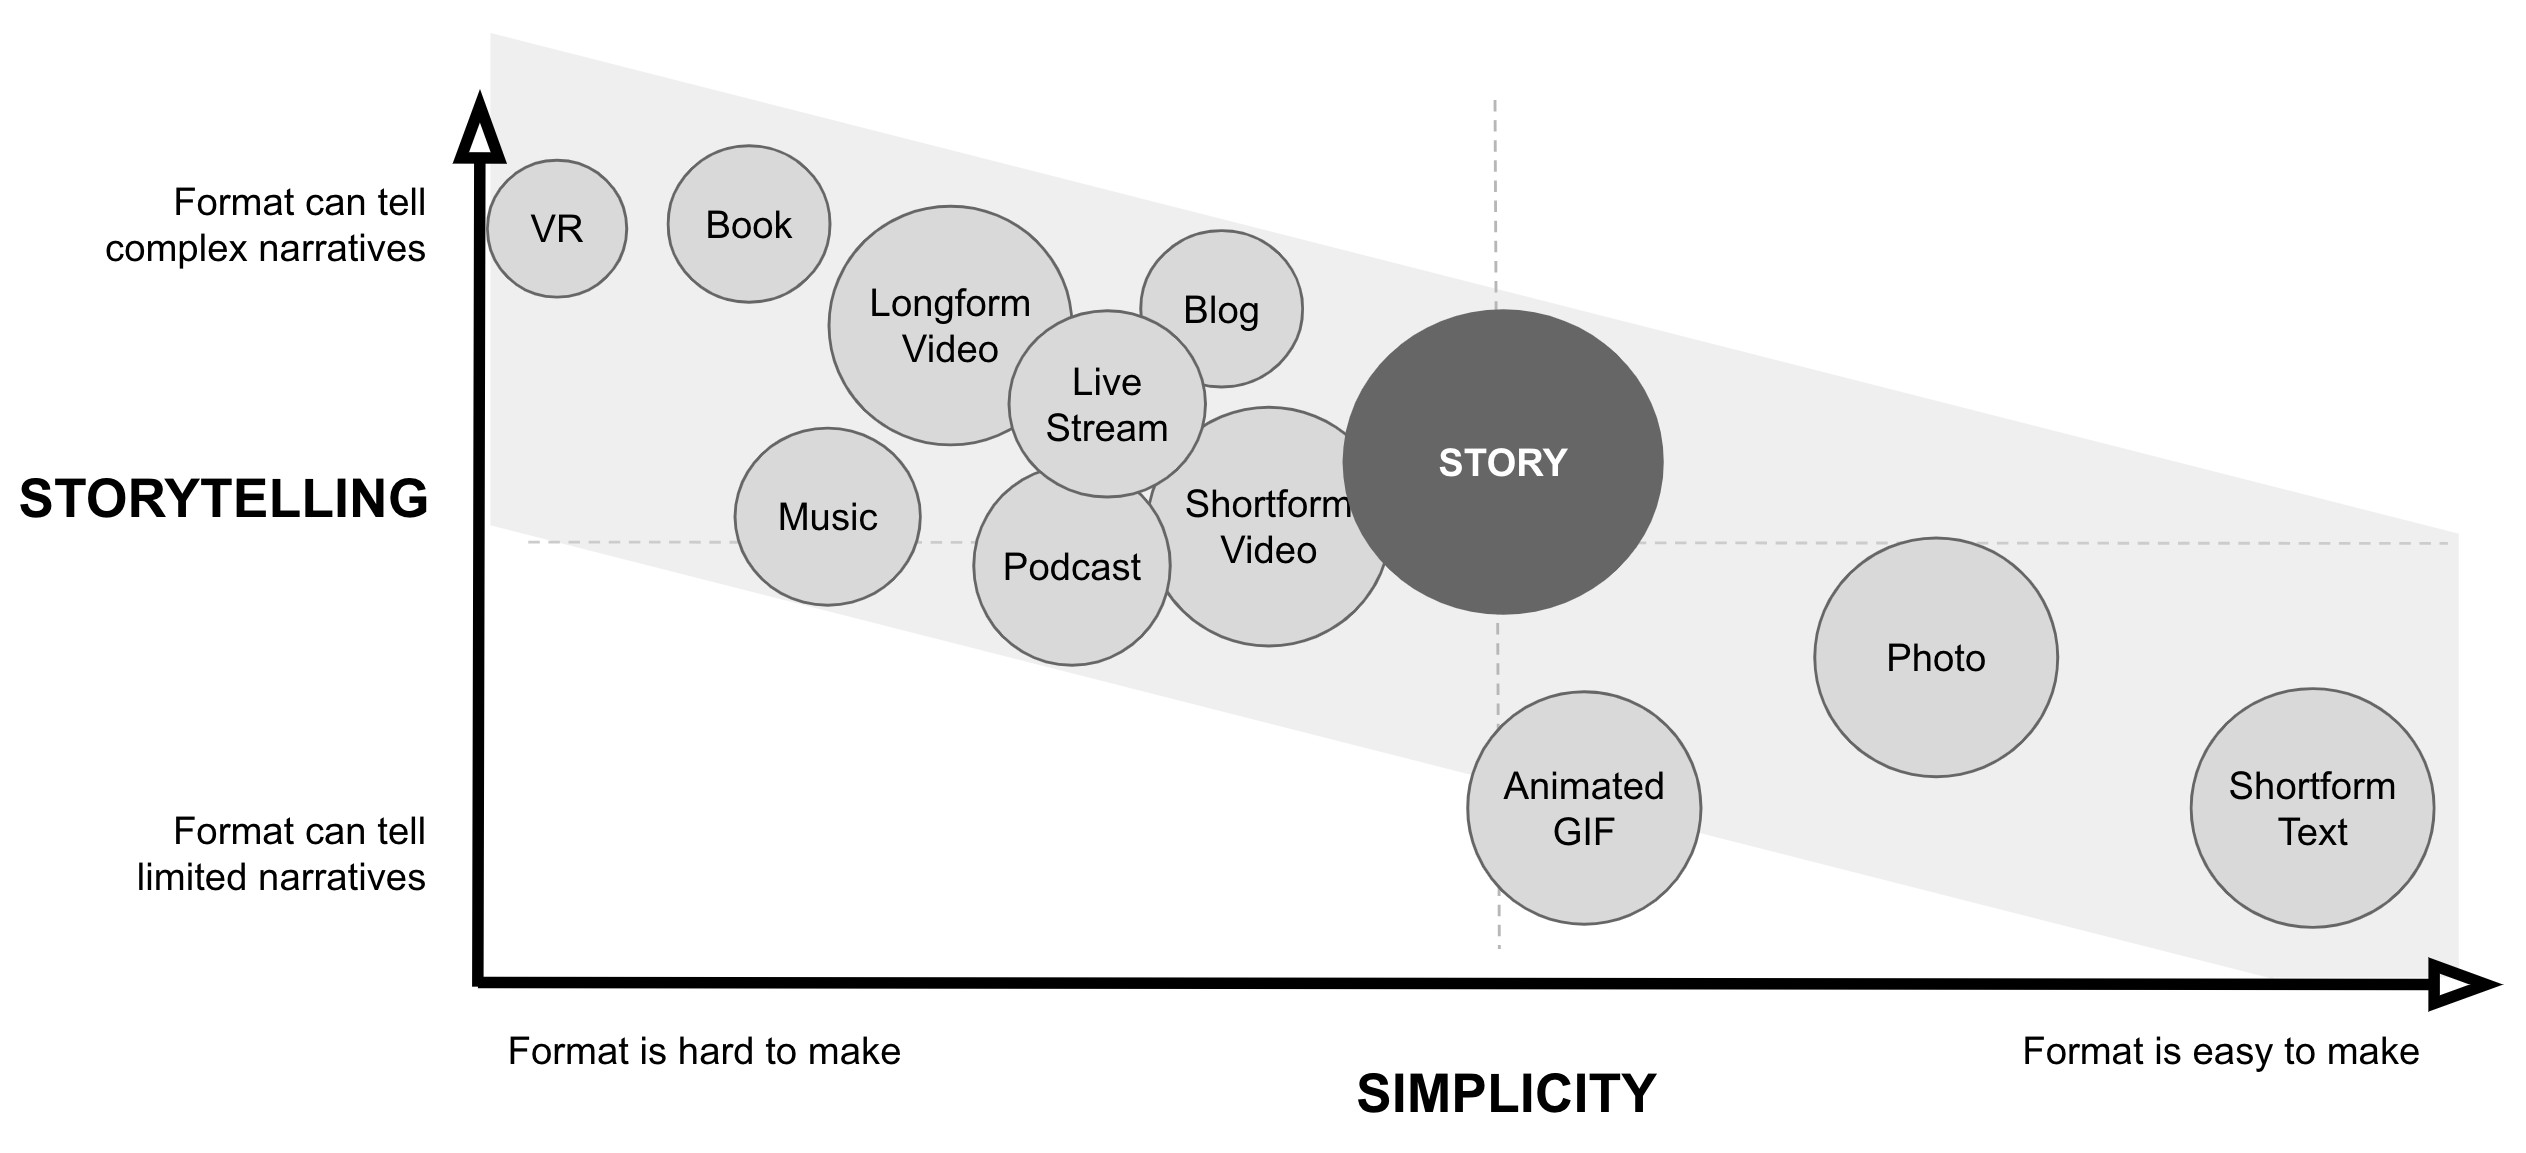 Format can tell
complex narratives
VR
Book
Longform
Video
Blog
Live
Stream
STORY
STORYTELLING
Music
Podcast
Shortform
Video
Photo
Animated
GIF
Shortform
Text
Format can tell
limited narratives
Format is hard to make
Format is easy to make
SIMPLICITY